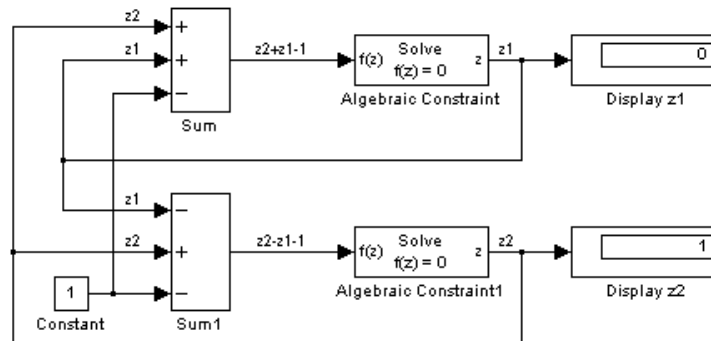 z2
+
z1
+
−
z2+z1-1
f(z)
Solve
f(z) = 0
z
z1
0
Sum
Algebraic Constraint
Display z1
z1
−
z2
+
−
z2-z1-1
f(z)
Solve
f(z) = 0
z
z2
1
1
Constant
Sum1
Algebraic Constraint1
Display z2